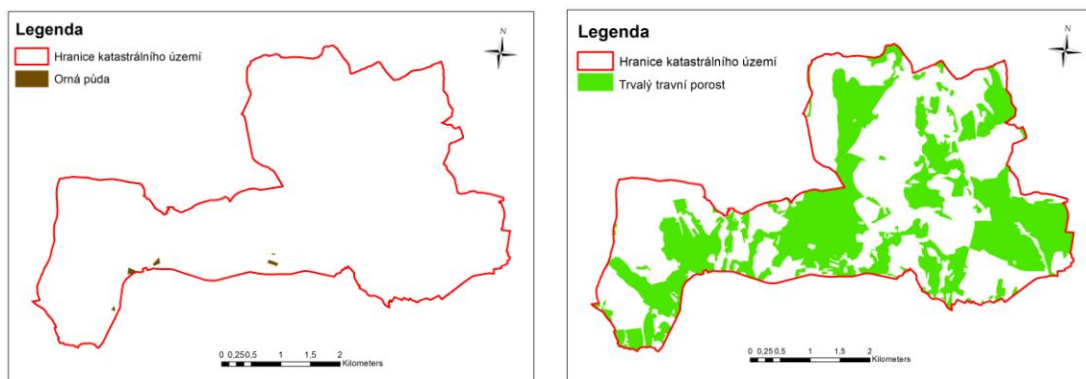 Legenda
N
Hranice katastrálního území
Orná půda
0 0,25 0,5 1 1,5 2
Kilometers
Legenda
N
Hranice katastrálního území
Trvalý travní porost
0 0,25 0,5 1 1,5 2
Kilometers